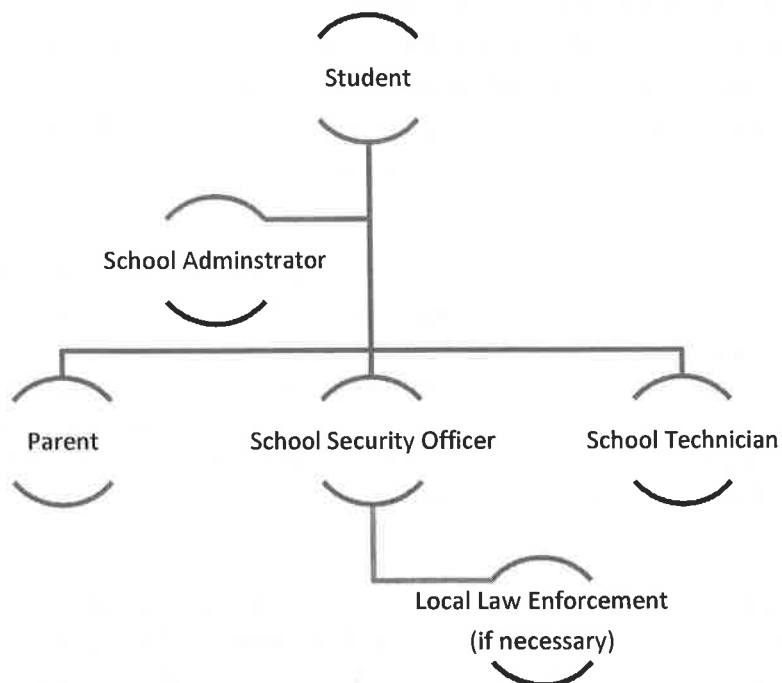 Student
School Adminstrator
Parent
School Security Officer
School Technician
Local Law Enforcement
(if necessary)